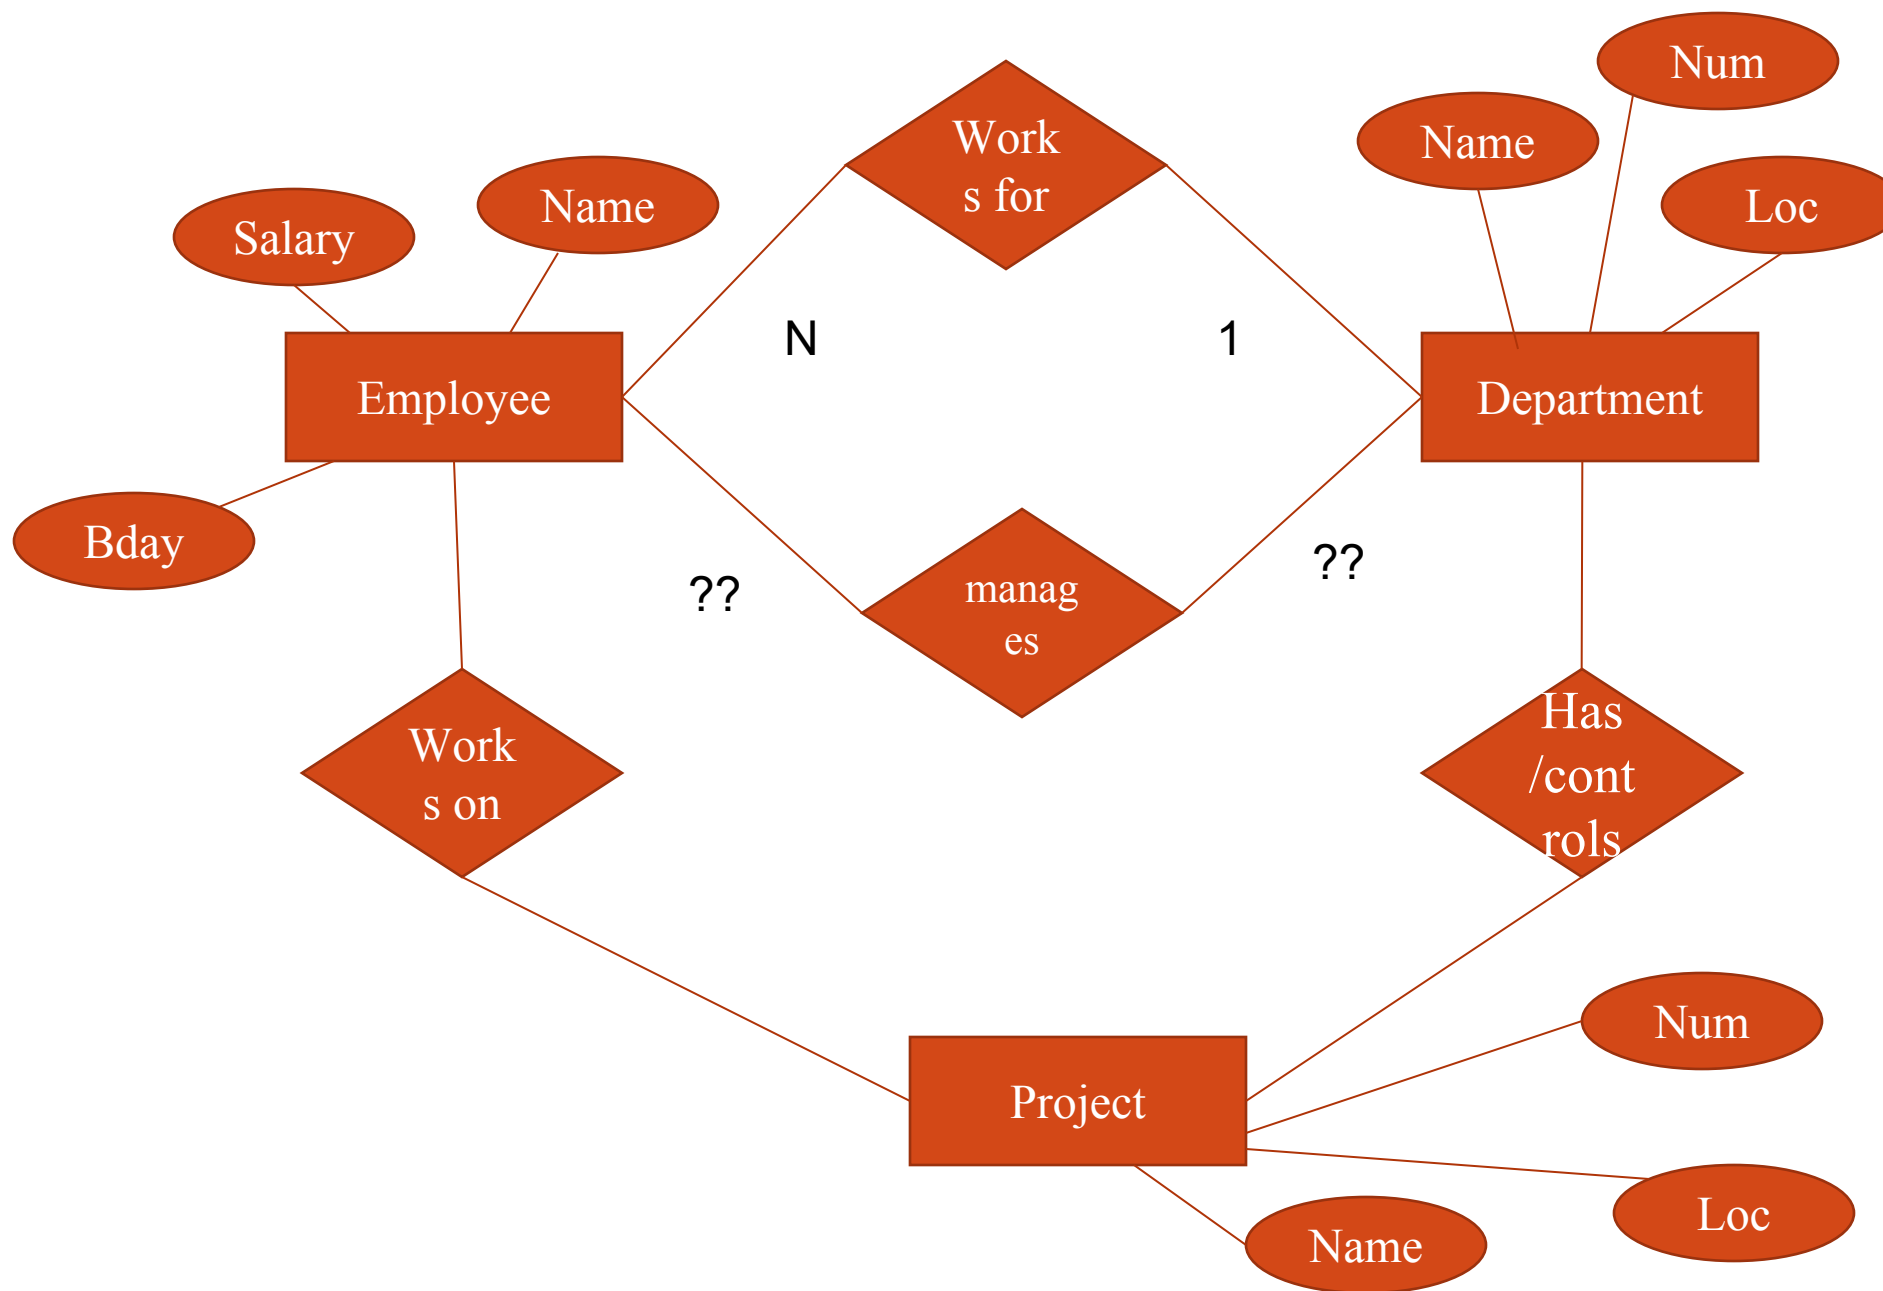 Num
Name
Work
s for
Loc
Name
Salary
N
1
Employee
Department
Bday
??
??
manag
es
Work
s on
Has
/cont
rols
Num
Project
Loc
Name